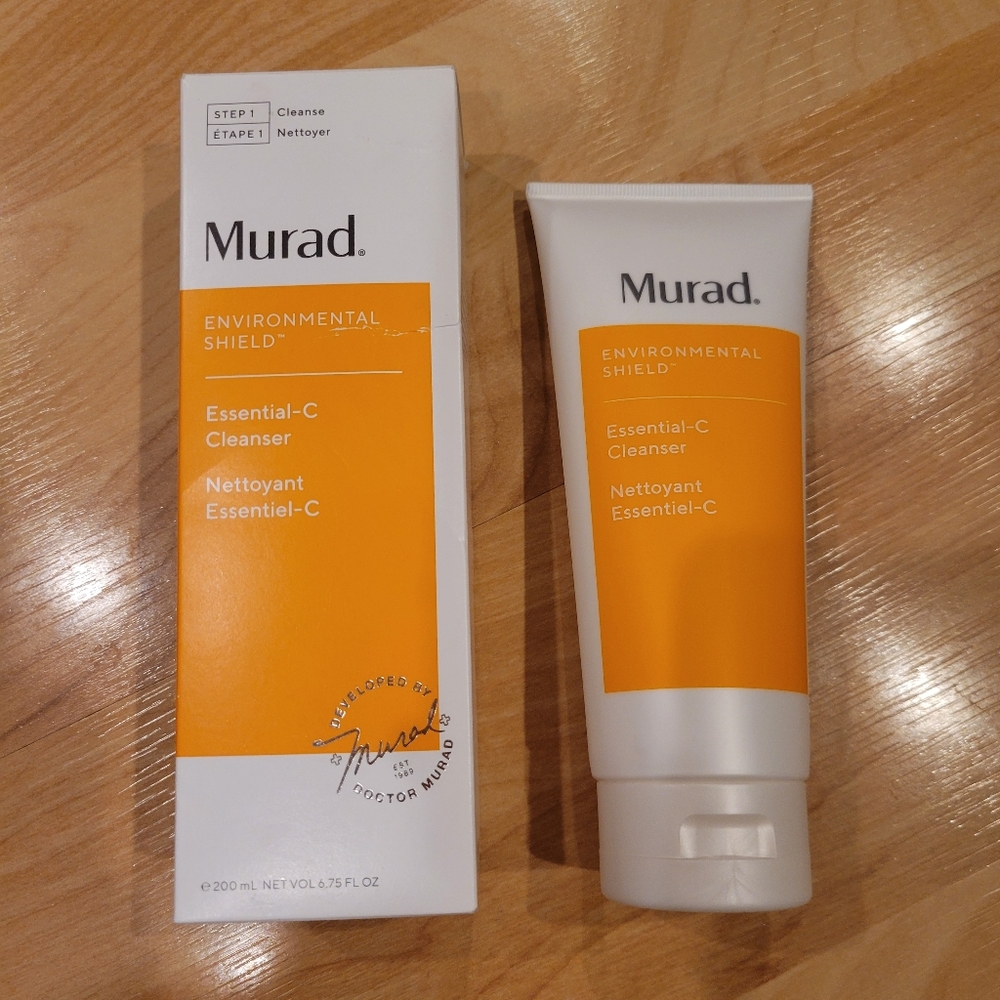 STEP 1 Cleanse
ÉTAPE 1 Nettoyer
Murad®
ENVIRONMENTAL
SHIELD™
Essential-C
Cleanser
Nettoyant
Essentiel-C
DEVELOPED BY
Murad
EST
1989
DOCTOR MURAD
℮ 200 mL NET VOL 6.75 FL OZ
Murad®
ENVIRONMENTAL
SHIELD™
Essential-C
Cleanser
Nettoyant
Essentiel-C